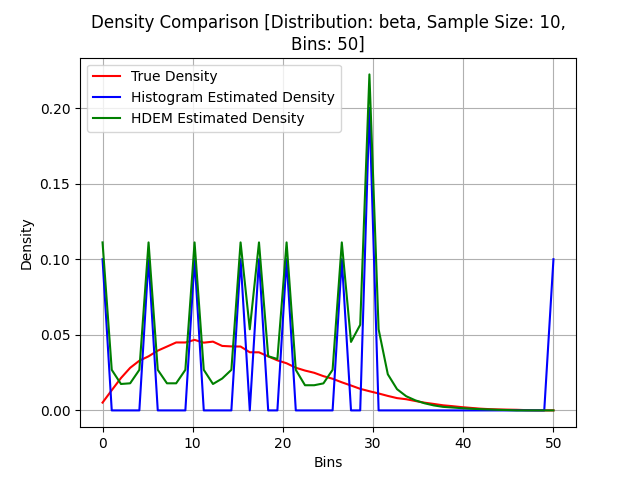 Density Comparison [Distribution: beta, Sample Size: 10,
Bins: 50]
True Density
Histogram Estimated Density
HDEM Estimated Density
Density
0.20
0.15
0.10
0.05
0.00
0 10 20 30 40 50
Bins